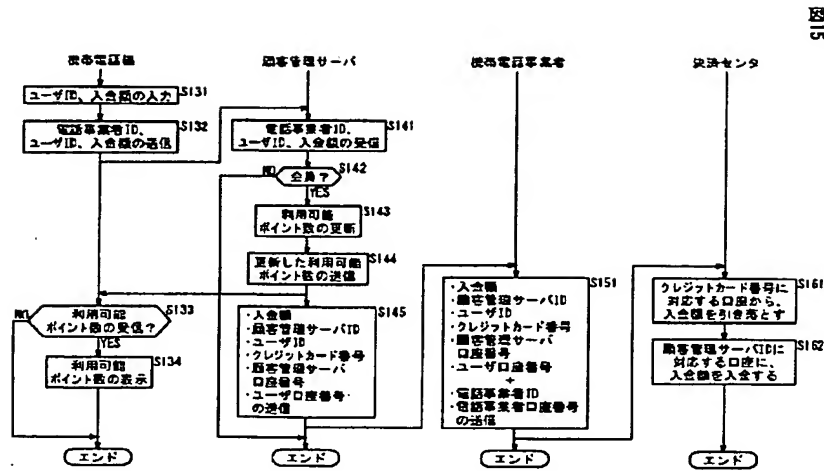 図15
携帯電話機
顧客管理サーバ
携帯電話事業者
決済センタ
ユーザID、入金額の入力
S131
電話事業者ID、
ユーザID、入金額の送信
S132
利用可能
ポイント数の受信？
S133
NO
YES
利用可能
ポイント数の表示
S134
エンド
電話事業者ID、
ユーザID、入金額の受信
S141
会員？
S142
NO
YES
利用可能
ポイント数の更新
S143
更新した利用可能
ポイント数の送信
S144
・入金額
・顧客管理サーバID
・ユーザID
・クレジットカード番号
・顧客管理サーバ
口座番号
・ユーザ口座番号
の送信
S145
エンド
・入金額
・顧客管理サーバID
・ユーザID
・クレジットカード番号
・顧客管理サーバ
口座番号
・ユーザ口座番号
+
・電話事業者ID
・電話事業者口座番号
の送信
S151
エンド
クレジットカード番号に
対応する口座から、
入金額を引き落とす
S161
顧客管理サーバIDに
対応する口座に、
入金額を入金する
S162
エンド